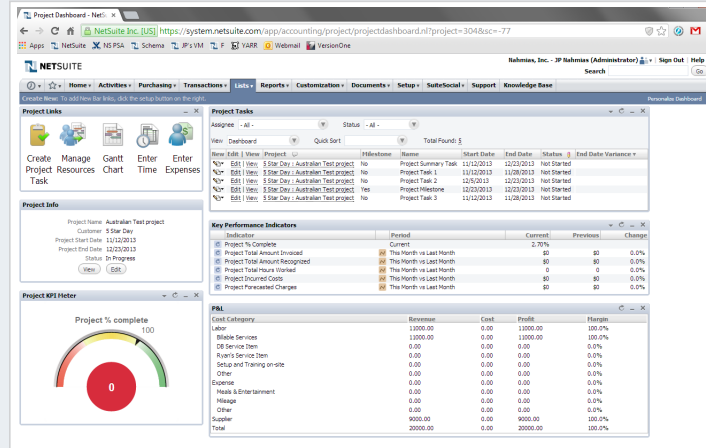 Project Dashboard - NetS
NetSuite Inc. [US] https://system.netsuite.com/app/accounting/project/projectdashboard.nl?project=304&sc=-77
Apps NetSuite NS PSA Schema JP's VM F YARR Webmail VersionOne
NETSUITE
Nahmias, Inc. - JP Nahmias (Administrator) Sign Out Help
Search Go
Home Activities Purchasing Transactions Lists Reports Customization Documents Setup SuiteSocial Support Knowledge Base
Create New: To add New Bar links, click the setup button on the right. Personalize Dashboard
Project Links
Create Project Task
Manage Resources
Gantt Chart
Enter Time
Enter Expenses
Project Info
Project Name Australian Test project
Customer 5 Star Day
Project Start Date 11/12/2013
Project End Date 12/23/2013
Status In Progress
View Edit
Project KPI Meter
Project % complete
100
0
Project Tasks
Assignee - All - Status - All -
View Dashboard Quick Sort Total Found: 5
New Edit | View Project Milestone Name Start Date End Date Status End Date Variance
Edit | View 5 Star Day : Australian Test project No Project Summary Task 11/12/2013 12/23/2013 Not Started
Edit | View 5 Star Day : Australian Test project No Project Task 1 11/12/2013 11/28/2013 Not Started
Edit | View 5 Star Day : Australian Test project No Project Task 2 12/5/2013 12/23/2013 Not Started
Edit | View 5 Star Day : Australian Test project Yes Project Milestone 12/23/2013 12/23/2013 Not Started
Edit | View 5 Star Day : Australian Test project No Project Task 3 11/12/2013 11/28/2013 Not Started
Key Performance Indicators
Indicator Period Current Previous Change
Project % Complete Current 2.70%
Project Total Amount Invoiced This Month vs Last Month $0 $0 0.0%
Project Total Amount Recognized This Month vs Last Month $0 $0 0.0%
Project Total Hours Worked This Month vs Last Month 0 0 0.0%
Project Incurred Costs This Month vs Last Month $0 $0 0.0%
Project Forecasted Charges This Month vs Last Month $0 $0 0.0%
P&L
Cost Category Revenue Cost Profit Margin
Labor 11000.00 0.00 11000.00 100.0%
Billable Services 11000.00 0.00 11000.00 100.0%
DB Service Item 0.00 0.00 0.00 0.0%
Ryan's Service Item 0.00 0.00 0.00 0.0%
Setup and Training on-site 0.00 0.00 0.00 0.0%
Other 0.00 0.00 0.00 0.0%
Expense 0.00 0.00 0.00 0.0%
Meals & Entertainment 0.00 0.00 0.00 0.0%
Mileage 0.00 0.00 0.00 0.0%
Other 0.00 0.00 0.00 0.0%
Supplier 9000.00 0.00 9000.00 100.0%
Total 20000.00 0.00 20000.00 100.0%